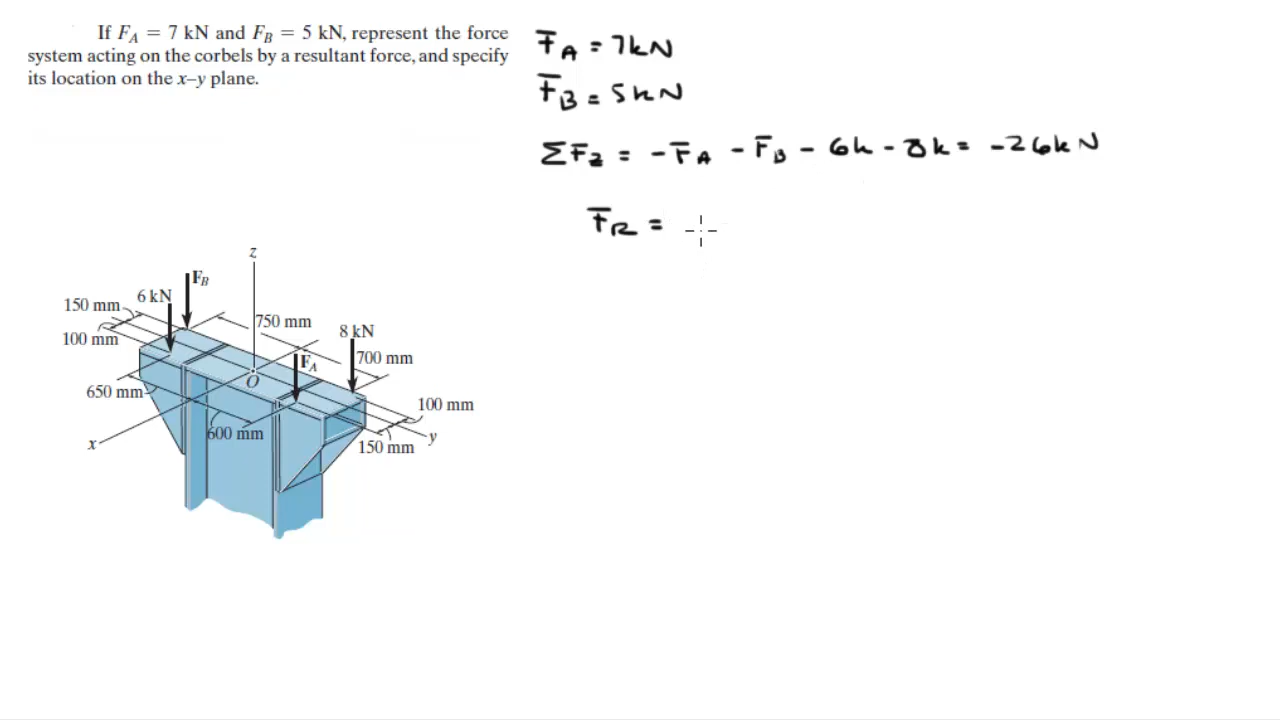 If F_A = 7 kN and F_B = 5 kN, represent the force
system acting on the corbels by a resultant force, and specify
its location on the x–y plane.
F_A = 7kN
F_B = 5kN
ΣF_z = -F_A - F_B - 6k - 8k = -26kN
F_R =
z
F_B
6 kN
150 mm
750 mm
8 kN
100 mm
F_A
700 mm
O
650 mm
100 mm
600 mm
x
y
150 mm